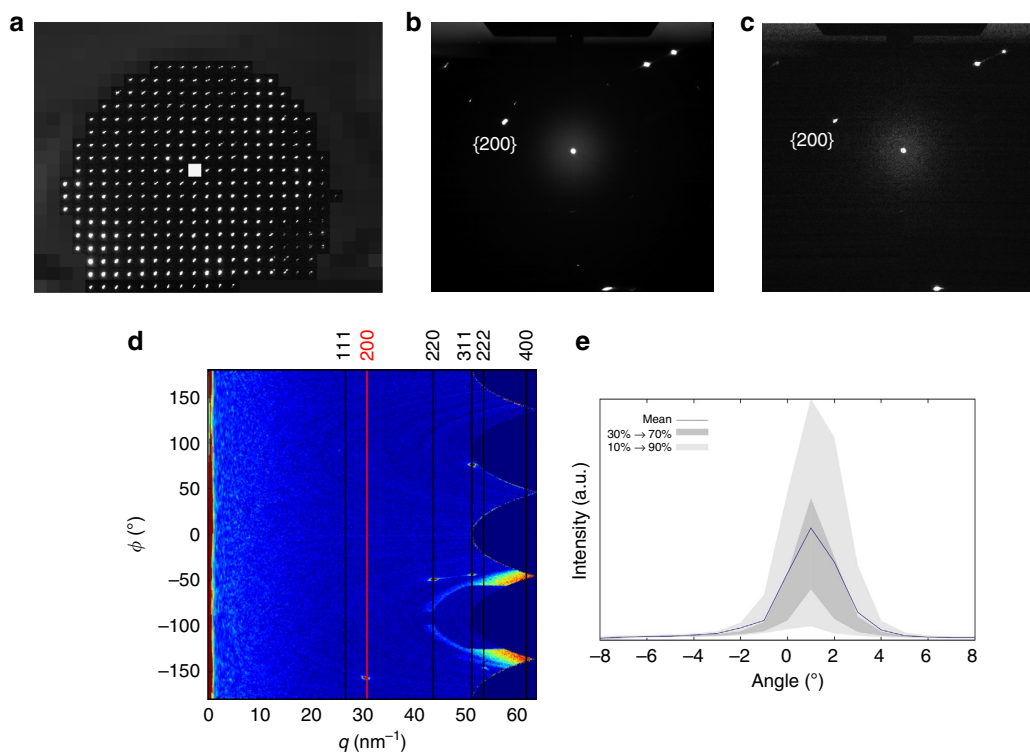 a
b
c
{200}
{200}
d
111
200
220
311
222
400
150
100
50
0
−50
−100
−150
ϕ (°)
0
10
20
30
40
50
60
q (nm⁻¹)
e
Mean
30% → 70%
10% → 90%
Intensity (a.u.)
−8
−6
−4
−2
0
2
4
6
8
Angle (°)